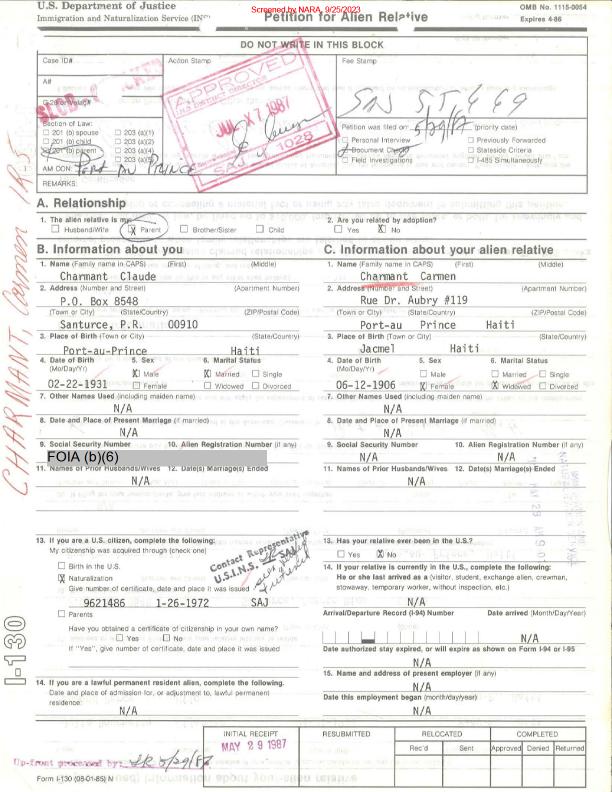 Screened by NARA, 9/25/2023
U.S. Department of Justice
Immigration and Naturalization Service (INS)
Petition for Alien Relative
OMB No. 1115-0054
Expires 4-86
DO NOT WRITE IN THIS BLOCK
Case ID#
Action Stamp
Fee Stamp
A#
G-28 or Volag#
APPROVED
JUL 17 1987
SAJ 1028
SAJ 55669
Section of Law:
201 (b) spouse 203 (a)(1)
201 (b) child 203 (a)(2)
201 (b) parent 203 (a)(4)
203 (a)(5)
AM CON: Port au Prince
Petition was filed on: 5/29/87 (priority date)
Personal Interview Previously Forwarded
Document Check Stateside Criteria
Field Investigations I-485 Simultaneously
REMARKS:
CHARMANT, Carmen IR-5
A. Relationship
1. The alien relative is my
Husband/Wife X Parent Brother/Sister Child
2. Are you related by adoption?
Yes X No
B. Information about you
1. Name (Family name in CAPS) (First) (Middle)
Charmant Claude
2. Address (Number and Street) (Apartment Number)
P.O. Box 8548
(Town or City) (State/Country) (ZIP/Postal Code)
Santurce, P.R. 00910
3. Place of Birth (Town or City) (State/Country)
Port-au-Prince Haiti
4. Date of Birth (Mo/Day/Yr) 5. Sex 6. Marital Status
X Male X Married Single
02-22-1931 Female Widowed Divorced
7. Other Names Used (including maiden name)
N/A
8. Date and Place of Present Marriage (if married)
N/A
9. Social Security Number 10. Alien Registration Number (if any)
FOIA (b)(6)
11. Names of Prior Husbands/Wives 12. Date(s) Marriage(s) Ended
N/A
13. If you are a U.S. citizen, complete the following:
My citizenship was acquired through (check one)
Birth in the U.S.
X Naturalization
Give number of certificate, date and place it was issued
9621486 1-26-1972 SAJ
Contact Representative
U.S.I.N.S. SAJ
Parents
Have you obtained a certificate of citizenship in your own name?
Yes No
If "Yes", give number of certificate, date and place it was issued
14. If you are a lawful permanent resident alien, complete the following:
Date and place of admission for, or adjustment to, lawful permanent
residence:
N/A
C. Information about your alien relative
1. Name (Family name in CAPS) (First) (Middle)
Charmant Carmen
2. Address (Number and Street) (Apartment Number)
Rue Dr. Aubry #119
(Town or City) (State/Country) (ZIP/Postal Code)
Port-au Prince Haiti
3. Place of Birth (Town or City) (State/Country)
Jacmel Haiti
4. Date of Birth (Mo/Day/Yr) 5. Sex 6. Marital Status
Male Married Single
06-12-1906 X Female X Widowed Divorced
7. Other Names Used (including maiden name)
N/A
8. Date and Place of Present Marriage (if married)
N/A
9. Social Security Number 10. Alien Registration Number (if any)
N/A N/A
11. Names of Prior Husbands/Wives 12. Date(s) Marriage(s) Ended
N/A
13. Has your relative ever been in the U.S.?
Yes X No
14. If your relative is currently in the U.S., complete the following:
He or she last arrived as a (visitor, student, exchange alien, crewman,
stowaway, temporary worker, without inspection, etc.)
N/A
Arrival/Departure Record (I-94) Number Date arrived (Month/Day/Year)
N/A
Date authorized stay expired, or will expire as shown on Form I-94 or I-95
N/A
15. Name and address of present employer (if any)
N/A
Date this employment began (month/day/year)
N/A
I-130
INITIAL RECEIPT RESUBMITTED RELOCATED COMPLETED
MAY 29 1987
Rec'd Sent Approved Denied Returned
Up-front processed by: 5/29/87
Form I-130 (08-01-85) N